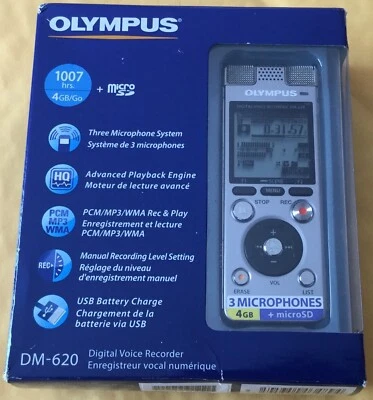 OLYMPUS
1007
hrs.
4GB/Go
+ micro
SD
Three Microphone System
Système de 3 microphones
HQ
Advanced Playback Engine
Moteur de lecture avancé
PCM
MP3
WMA
PCM/MP3/WMA Rec & Play
Enregistrement et lecture
PCM/MP3/WMA
REC
Manual Recording Level Setting
Réglage du niveau
d'enregistrement manuel
USB Battery Charge
Chargement de la
batterie via USB
DM-620
Digital Voice Recorder
Enregistreur vocal numérique
OLYMPUS
MENU
STOP
REC
VOL
ERASE
LIST
3 MICROPHONES
4GB + microSD